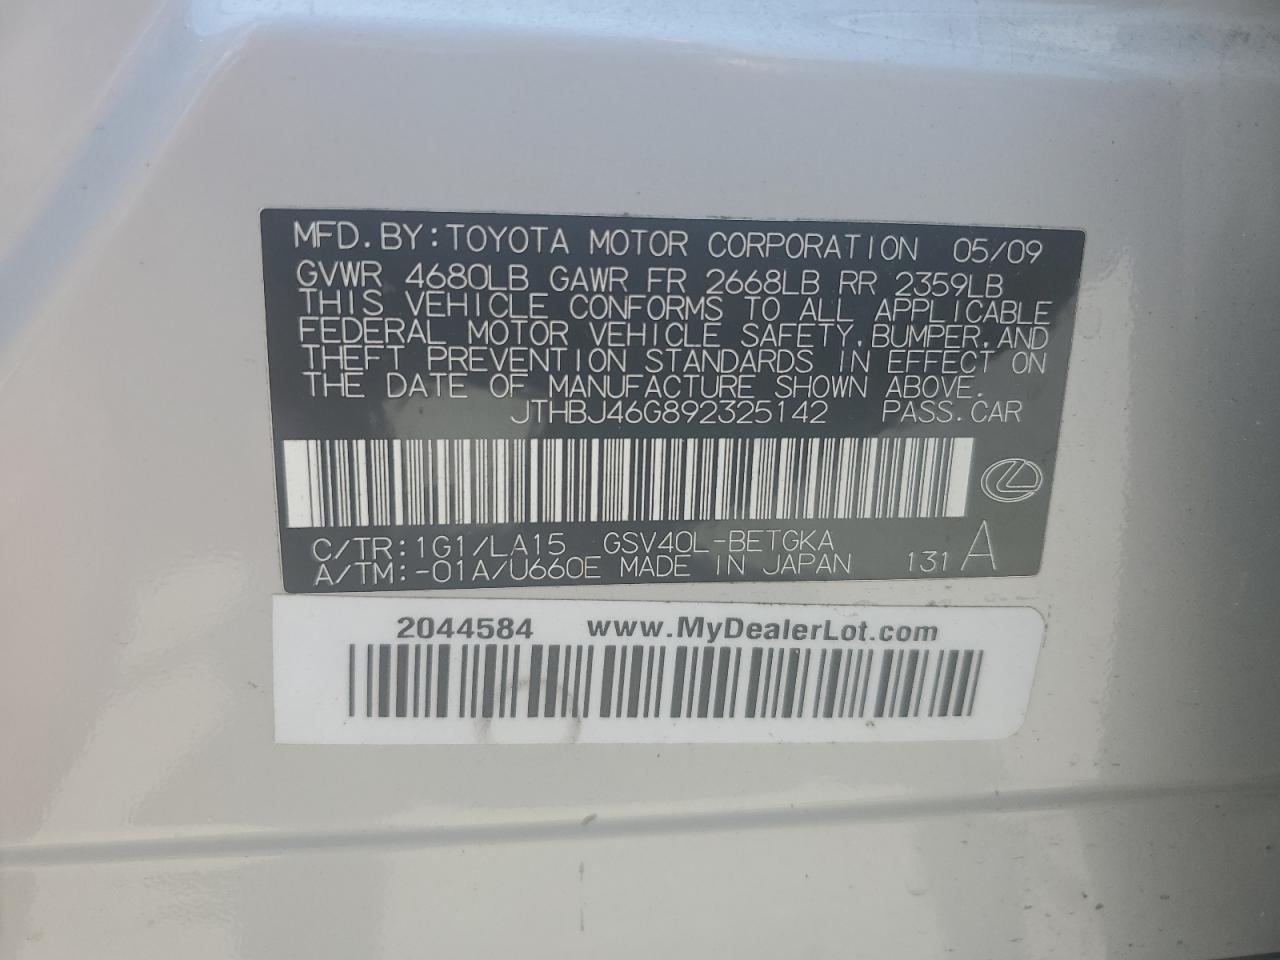 MFD.BY:TOYOTA MOTOR CORPORATION 05/09
GVWR 4680LB GAWR FR 2668LB RR 2359LB
THIS VEHICLE CONFORMS TO ALL APPLICABLE
FEDERAL MOTOR VEHICLE SAFETY,BUMPER,AND
THEFT PREVENTION STANDARDS IN EFFECT ON
THE DATE OF MANUFACTURE SHOWN ABOVE.
JTHBJ46G892325142 PASS.CAR
C/TR:1G1/LA15 GSV40L-BETGKA
A/TM:-01A/U660E MADE IN JAPAN 131 A
2044584 www.MyDealerLot.com